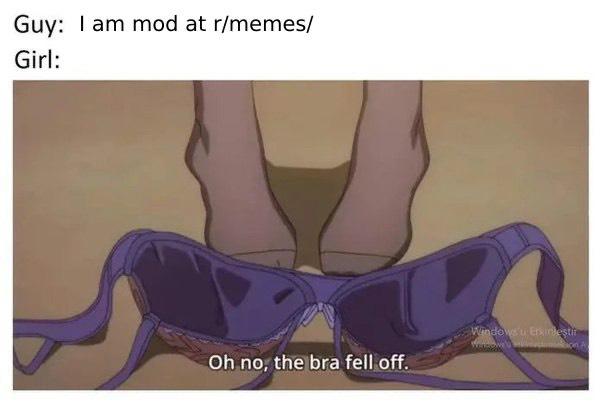 Guy: I am mod at r/memes/
Girl:
Windows'u Etkinleştir
Oh no, the bra fell off.